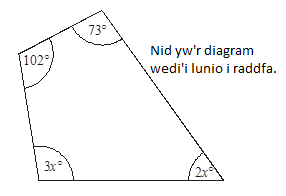 73°
Nid yw'r diagram
wedi'i lunio i raddfa.
102°
3x°
2x°